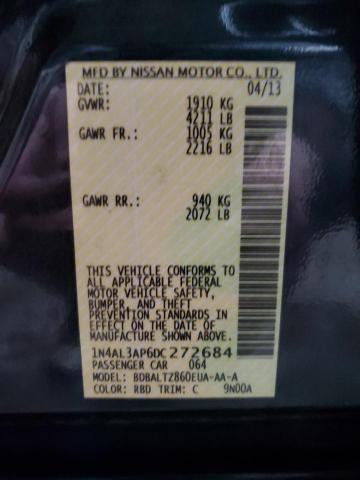 MFD BY NISSAN MOTOR CO., LTD.
DATE: 04/13
GVWR: 1910 KG
4211 LB
GAWR FR.: 1005 KG
2216 LB
GAWR RR.: 940 KG
2072 LB
THIS VEHICLE CONFORMS TO
ALL APPLICABLE FEDERAL
MOTOR VEHICLE SAFETY,
BUMPER, AND THEFT
PREVENTION STANDARDS
IN EFFECT ON THE DATE OF
MANUFACTURE SHOWN ABOVE.
1N4AL3AP6DC272684
PASSENGER CAR 064
MODEL: BDBALTZ860EUA-AA-A
COLOR: RBD TRIM: C 9N00A